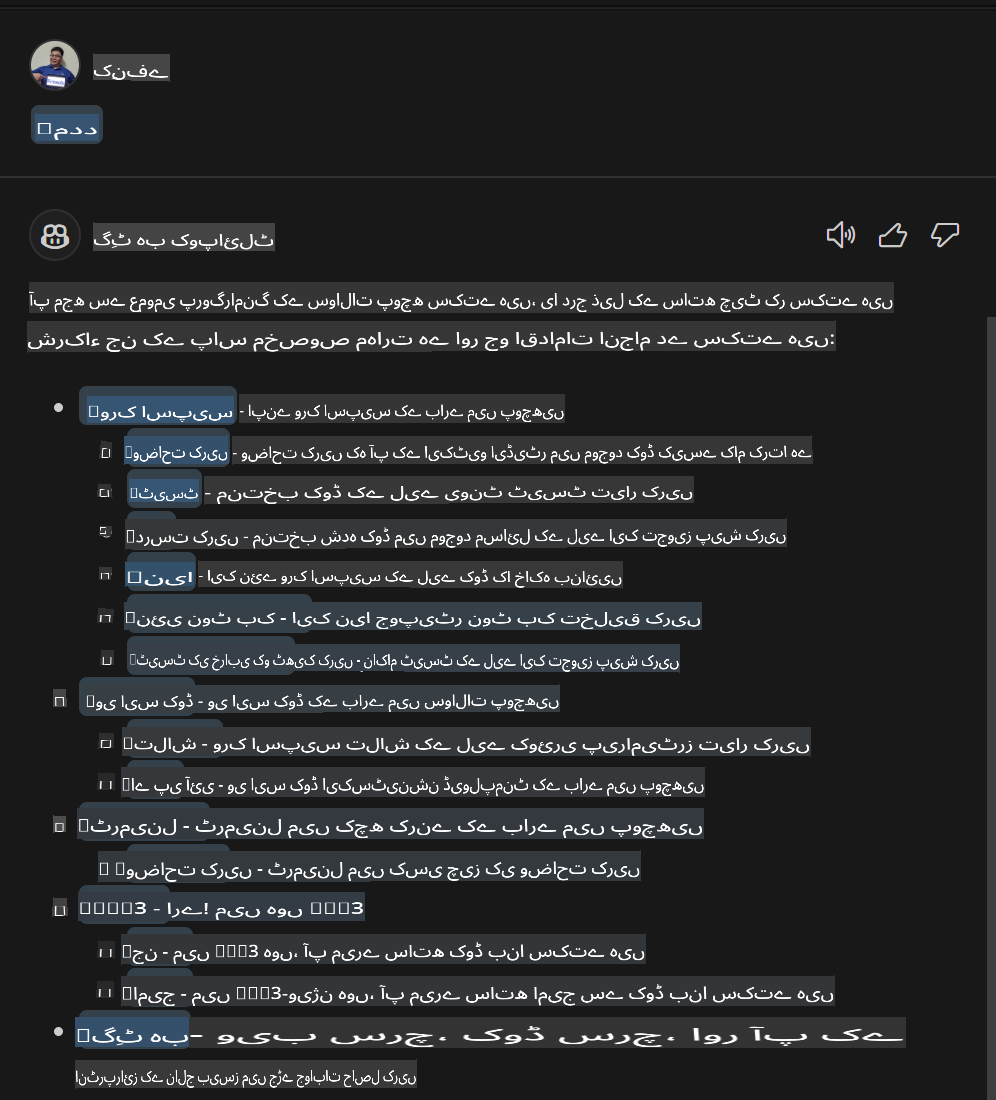 کنفے
مدد
گٹ ہب کوپائلٹ
آپ مجھ سے عمومی پروگرامنگ کے سوالات پوچھ سکتے ہیں، یا درج ذیل کے ساتھ چیٹ کر سکتے ہیں
شرکاء جن کے پاس مخصوص مہارت ہے اور جو اقدامات انجام دے سکتے ہیں:
ورک اسپیس - اپنے ورک اسپیس کے بارے میں پوچھیں
وضاحت کریں - وضاحت کریں کہ آپ کے ایکٹیو ایڈیٹر میں موجود کوڈ کیسے کام کرتا ہے
ٹیسٹ - منتخب کوڈ کے لیے یونٹ ٹیسٹ تیار کریں
درست کریں - منتخب شدہ کوڈ میں موجود مسائل کے لیے ایک تجویز پیش کریں
نیا - ایک نئے ورک اسپیس کے لیے کوڈ کا خاکہ بنائیں
نئی نوٹ بک - ایک نیا جوپیٹر نوٹ بک تخلیق کریں
ٹیسٹ کی خرابی کو ٹھیک کریں - ناکام ٹیسٹ کے لیے ایک تجویز پیش کریں
وی ایس کوڈ - وی ایس کوڈ کے بارے میں سوالات پوچھیں
تلاش - ورک اسپیس تلاش کے لیے کوئری پیرامیٹرز تیار کریں
اے پی آئی - وی ایس کوڈ ایکسٹینشن ڈیولپمنٹ کے بارے میں پوچھیں
ٹرمینل - ٹرمینل میں کچھ کرنے کے بارے میں پوچھیں
وضاحت کریں - ٹرمینل میں کسی چیز کی وضاحت کریں
3 - ارے! میں ہوں 3
جن - میں 3 ہوں، آپ میرے ساتھ کوڈ بنا سکتے ہیں
امیج - میں 3-ویژن ہوں، آپ میرے ساتھ امیج سے کوڈ بنا سکتے ہیں
گٹ ہب - ویب سرچ، کوڈ سرچ، اور آپ کے
انٹرپرائز کے نالج بیسز میں جڑے جوابات حاصل کریں